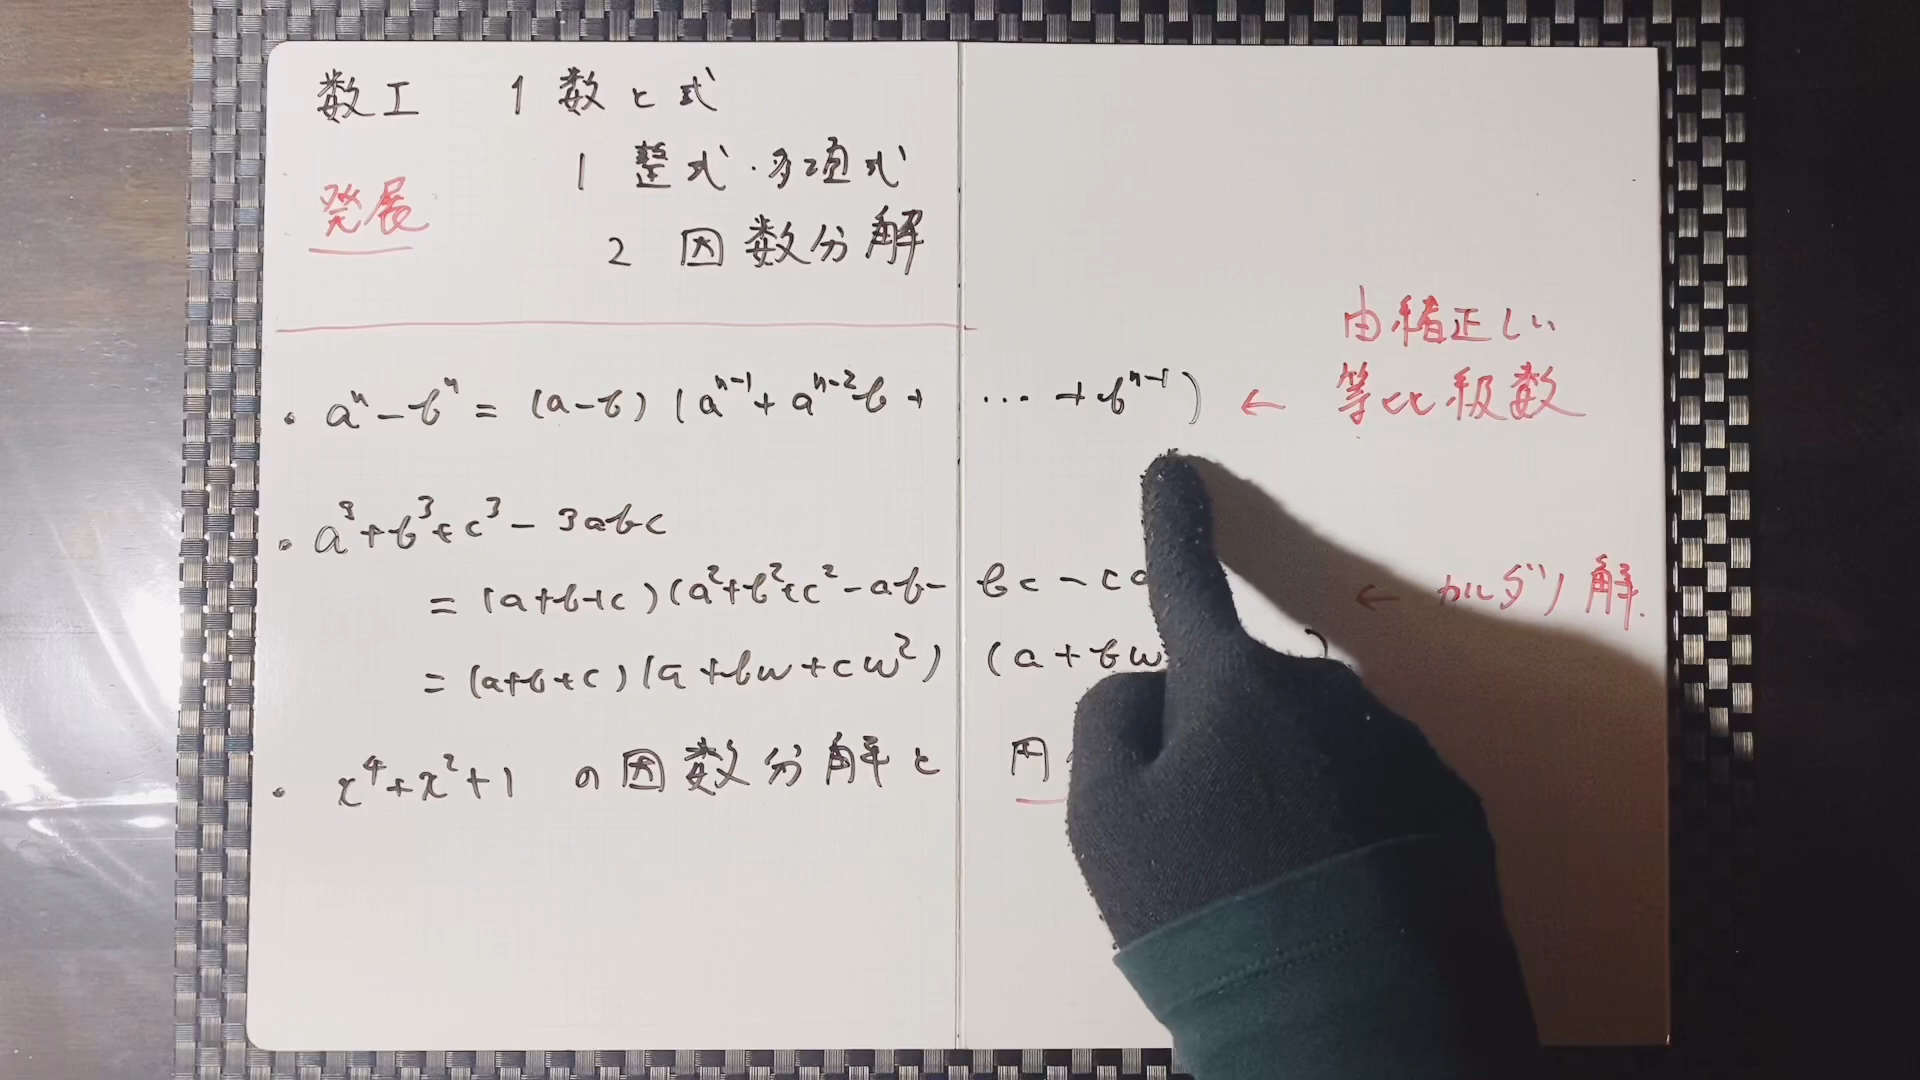 数I 1 数と式
1 整式・多項式
発展
2 因数分解
由緒正しい
・aⁿ-bⁿ=(a-b)(aⁿ⁻¹+aⁿ⁻²b+ … +bⁿ⁻¹) ← 等比級数
・a³+b³+c³-3abc
=(a+b+c)(a²+b²+c²-ab-bc-ca ← カルダノ解
=(a+b+c)(a+bω+cω²)(a+bω )
・x⁴+x²+1 の因数分解と 円